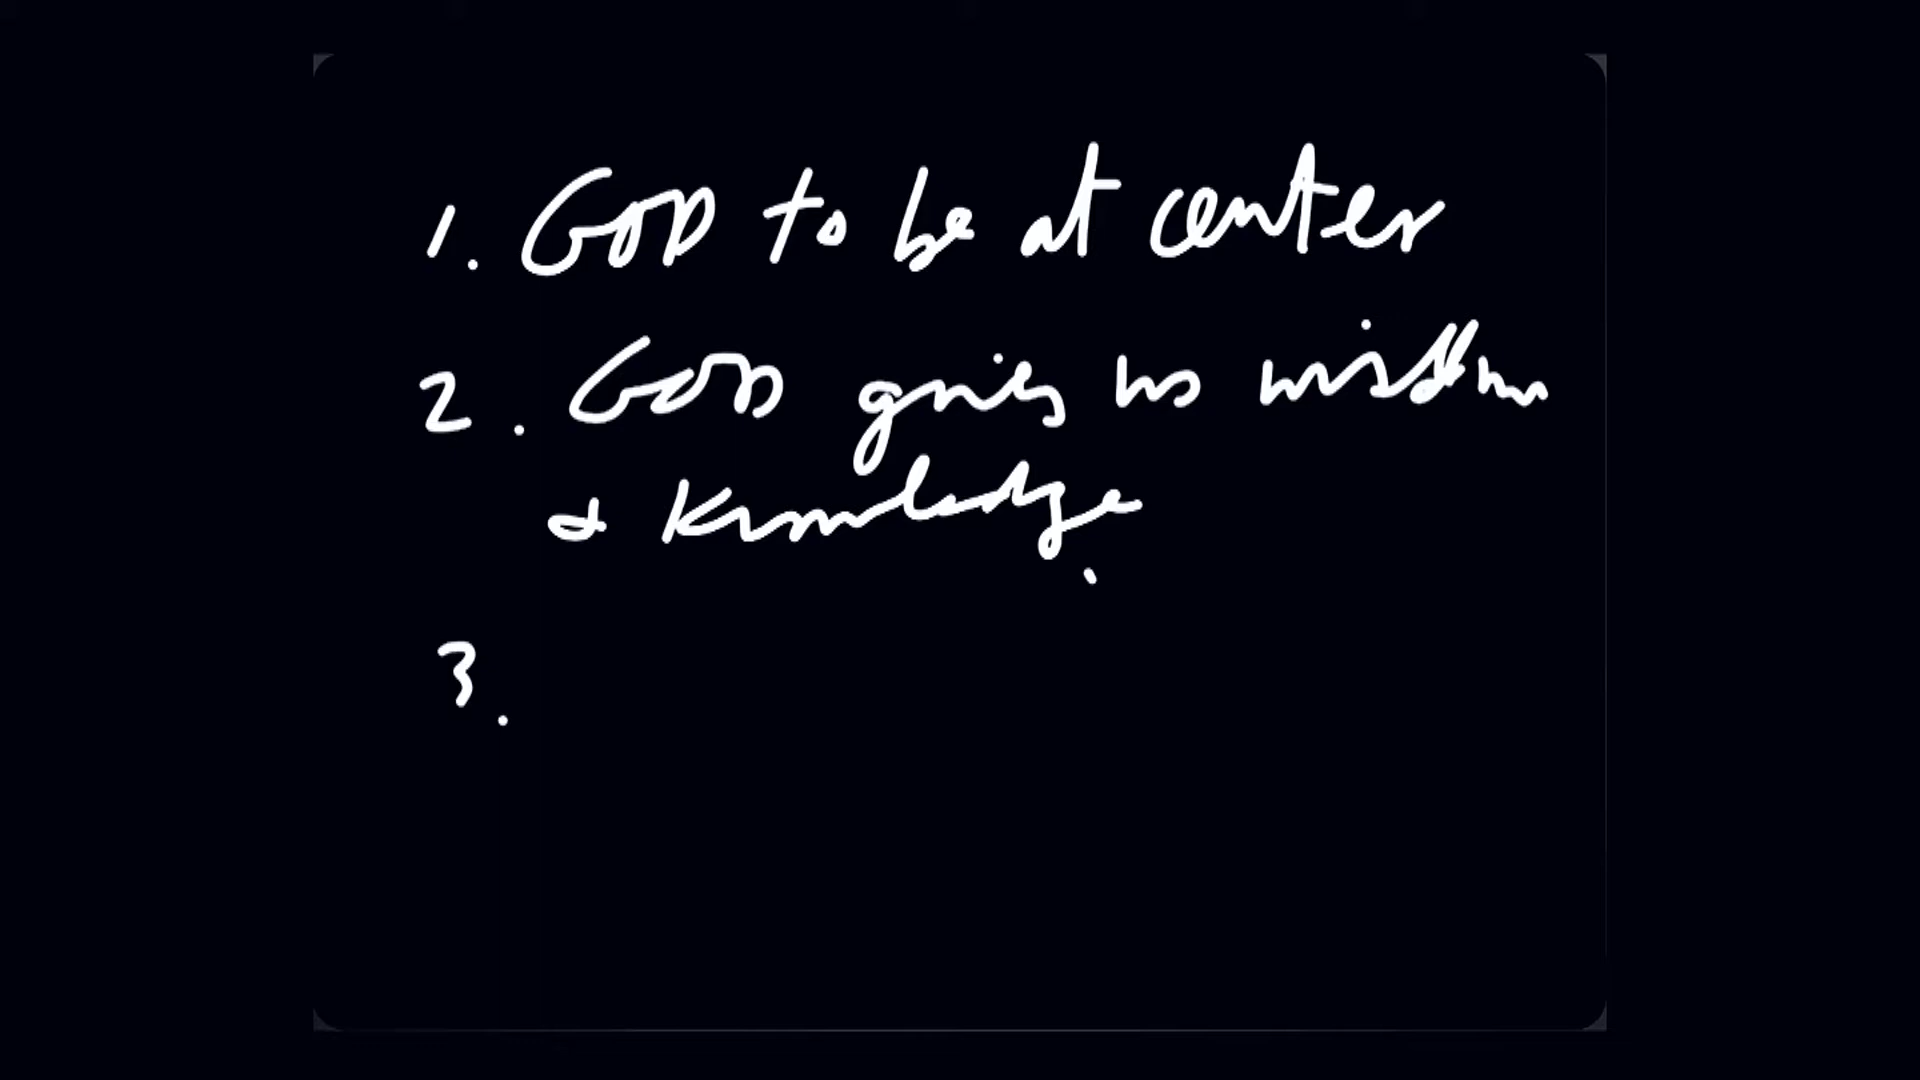 1. GOD to be at center
2. GOD gives us wisdom
& knowledge.
3.